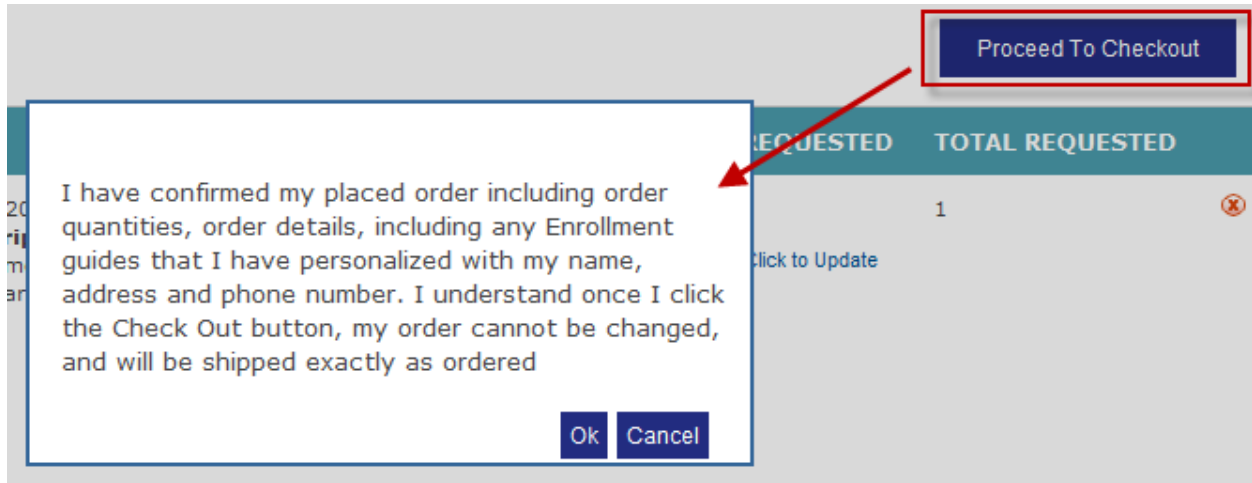 Proceed To Checkout
REQUESTED TOTAL REQUESTED
I have confirmed my placed order including order
quantities, order details, including any Enrollment
guides that I have personalized with my name,
address and phone number. I understand once I click
the Check Out button, my order cannot be changed,
and will be shipped exactly as ordered
1
Click to Update
Ok Cancel